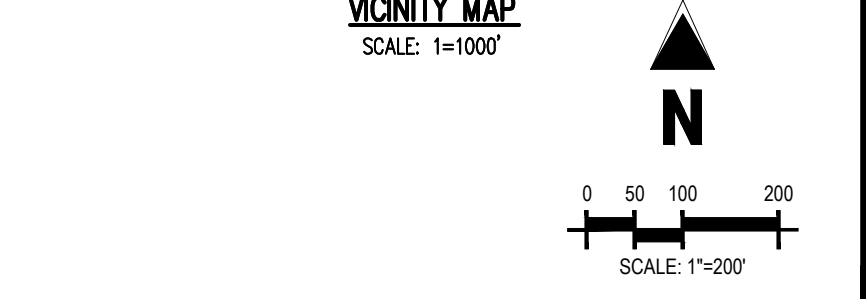 VICINITY MAP
SCALE: 1=1000'
N
0 50 100 200
SCALE: 1"=200'